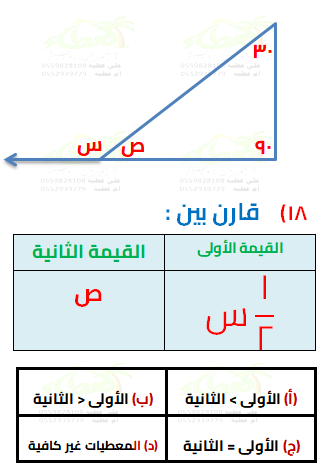 ٣٠
٩٠
ص
س
١٨) قارن بين :
القيمة الأولى
القيمة الثانية
١/٢ س
ص
(أ) الأولى > الثانية
(ب) الأولى < الثانية
(ج) الأولى = الثانية
(د) المعطيات غير كافية